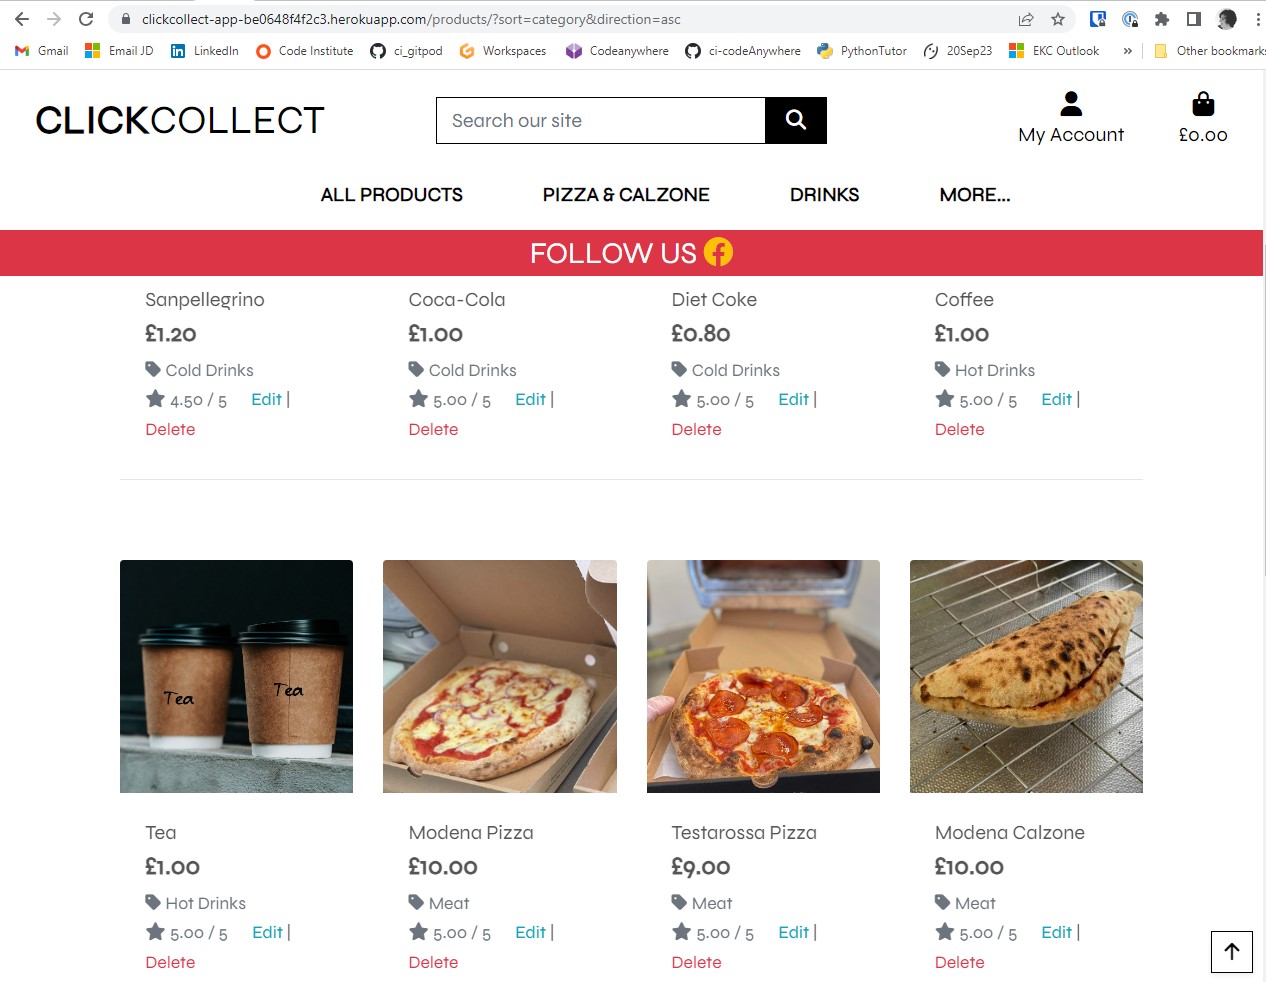 clickcollect-app-be0648f4f2c3.herokuapp.com/products/?sort=category&direction=asc
Gmail Email JD LinkedIn Code Institute ci_gitpod Workspaces Codeanywhere ci-codeAnywhere PythonTutor 20Sep23 EKC Outlook » Other bookmarks
CLICKCOLLECT
Search our site
My Account £0.00
ALL PRODUCTS PIZZA & CALZONE DRINKS MORE...
FOLLOW US
Sanpellegrino Coca-Cola Diet Coke Coffee
£1.20 £1.00 £0.80 £1.00
Cold Drinks Cold Drinks Cold Drinks Hot Drinks
4.50 / 5 Edit | 5.00 / 5 Edit | 5.00 / 5 Edit | 5.00 / 5 Edit |
Delete Delete Delete Delete
Tea Tea
Tea Modena Pizza Testarossa Pizza Modena Calzone
£1.00 £10.00 £9.00 £10.00
Hot Drinks Meat Meat Meat
5.00 / 5 Edit | 5.00 / 5 Edit | 5.00 / 5 Edit | 5.00 / 5 Edit |
Delete Delete Delete Delete